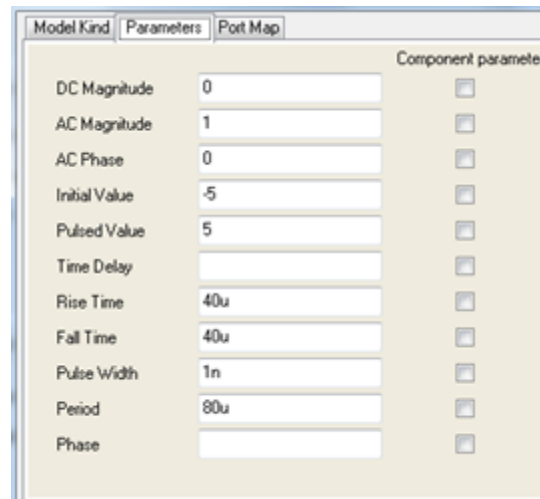 Model Kind Parameters Port Map
Component paramete
DC Magnitude 0
AC Magnitude 1
AC Phase 0
Initial Value -5
Pulsed Value 5
Time Delay
Rise Time 40u
Fall Time 40u
Pulse Width 1n
Period 80u
Phase